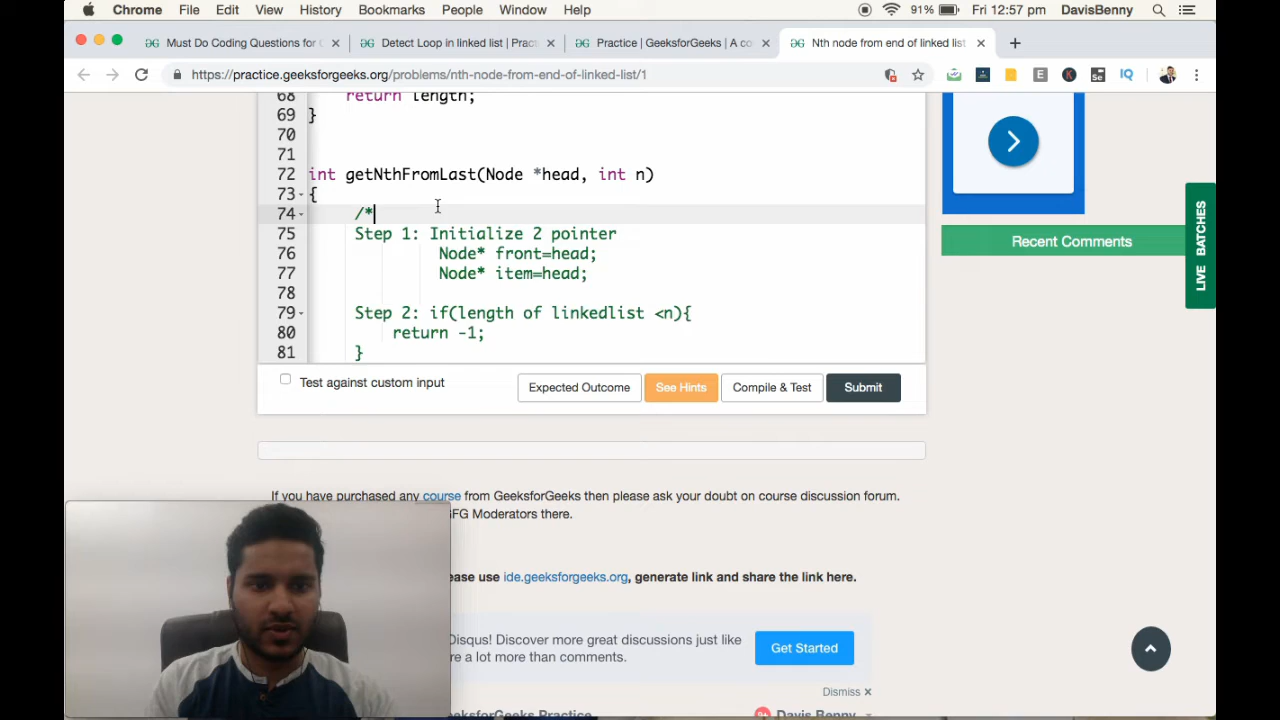 Chrome File Edit View History Bookmarks People Window Help 91% Fri 12:57 pm DavisBenny
Must Do Coding Questions for
Detect Loop in linked list | Pract
Practice | GeeksforGeeks | A co
Nth node from end of linked list
https://practice.geeksforgeeks.org/problems/nth-node-from-end-of-linked-list/1
68 return length;
69 }
70
71
72 int getNthFromLast(Node *head, int n)
73 {
74 /*
75 Step 1: Initialize 2 pointer
76 Node* front=head;
77 Node* item=head;
78
79 Step 2: if(length of linkedlist <n){
80 return -1;
81 }
LIVE BATCHES
Recent Comments
Test against custom input
Expected Outcome
See Hints
Compile & Test
Submit
If you have purchased any course from GeeksforGeeks then please ask your doubt on course discussion forum.
GFG Moderators there.
ease use ide.geeksforgeeks.org, generate link and share the link here.
Disqus! Discover more great discussions just like
re a lot more than comments.
Get Started
Dismiss ×
eeksforGeeks Practice
Davis Benny